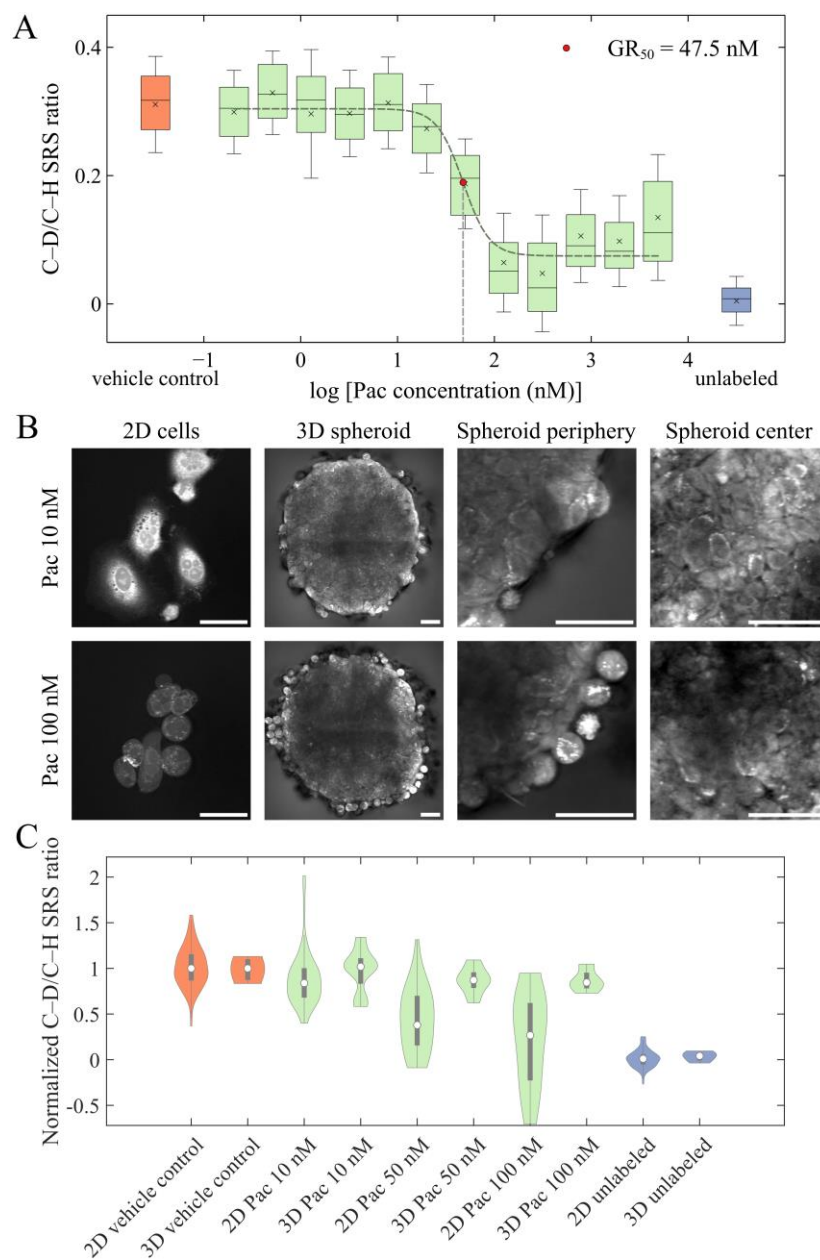 A
C–D/C–H SRS ratio
0.4
0.2
0
GR50 = 47.5 nM
−1
0
1
2
3
4
vehicle control
log [Pac concentration (nM)]
unlabeled
B
2D cells
3D spheroid
Spheroid periphery
Spheroid center
Pac 10 nM
Pac 100 nM
C
Normalized C–D/C–H SRS ratio
2
1.5
1
0.5
0
-0.5
2D vehicle control
3D vehicle control
2D Pac 10 nM
3D Pac 10 nM
2D Pac 50 nM
3D Pac 50 nM
2D Pac 100 nM
3D Pac 100 nM
2D unlabeled
3D unlabeled